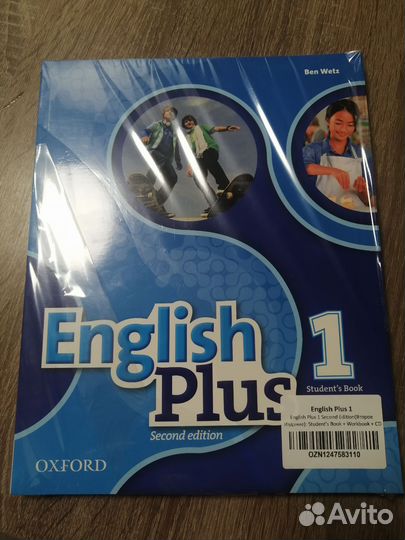 Ben Wetz
English
Plus
1
Student's Book
Second edition
OXFORD
English Plus 1
English Plus 1 Second Edition(Второе
Издание): Student's Book + Workbook + CD
OZN1247583110
Avito